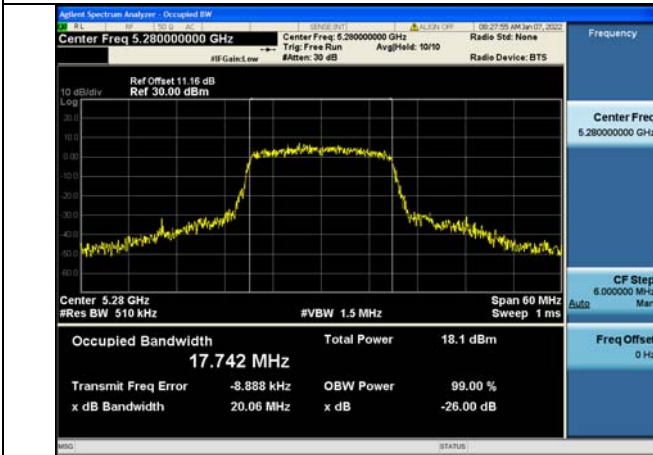 Agilent Spectrum Analyzer - Occupied BW
RL RF 50 Ω AC SENSE:INT ALIGN OFF 08:27:55 AM Jan 07, 2022
Center Freq 5.280000000 GHz Center Freq: 5.280000000 GHz Radio Std: None Frequency
Trig: Free Run Avg|Hold: 10/10
#IFGain:Low #Atten: 30 dB Radio Device: BTS
Ref Offset 11.16 dB
10 dB/div Ref 30.00 dBm
Log
20.0
10.0
0.00
-10.0
-20.0
-30.0
-40.0
-50.0
-60.0
Center Freq
5.280000000 GHz
Center 5.28 GHz Span 60 MHz
#Res BW 510 kHz #VBW 1.5 MHz Sweep 1 ms
CF Step
6.000000 MHz
Auto Man
Occupied Bandwidth Total Power 18.1 dBm
17.742 MHz
Transmit Freq Error -8.888 kHz OBW Power 99.00 %
x dB Bandwidth 20.06 MHz x dB -26.00 dB
Freq Offset
0 Hz
MSG STATUS